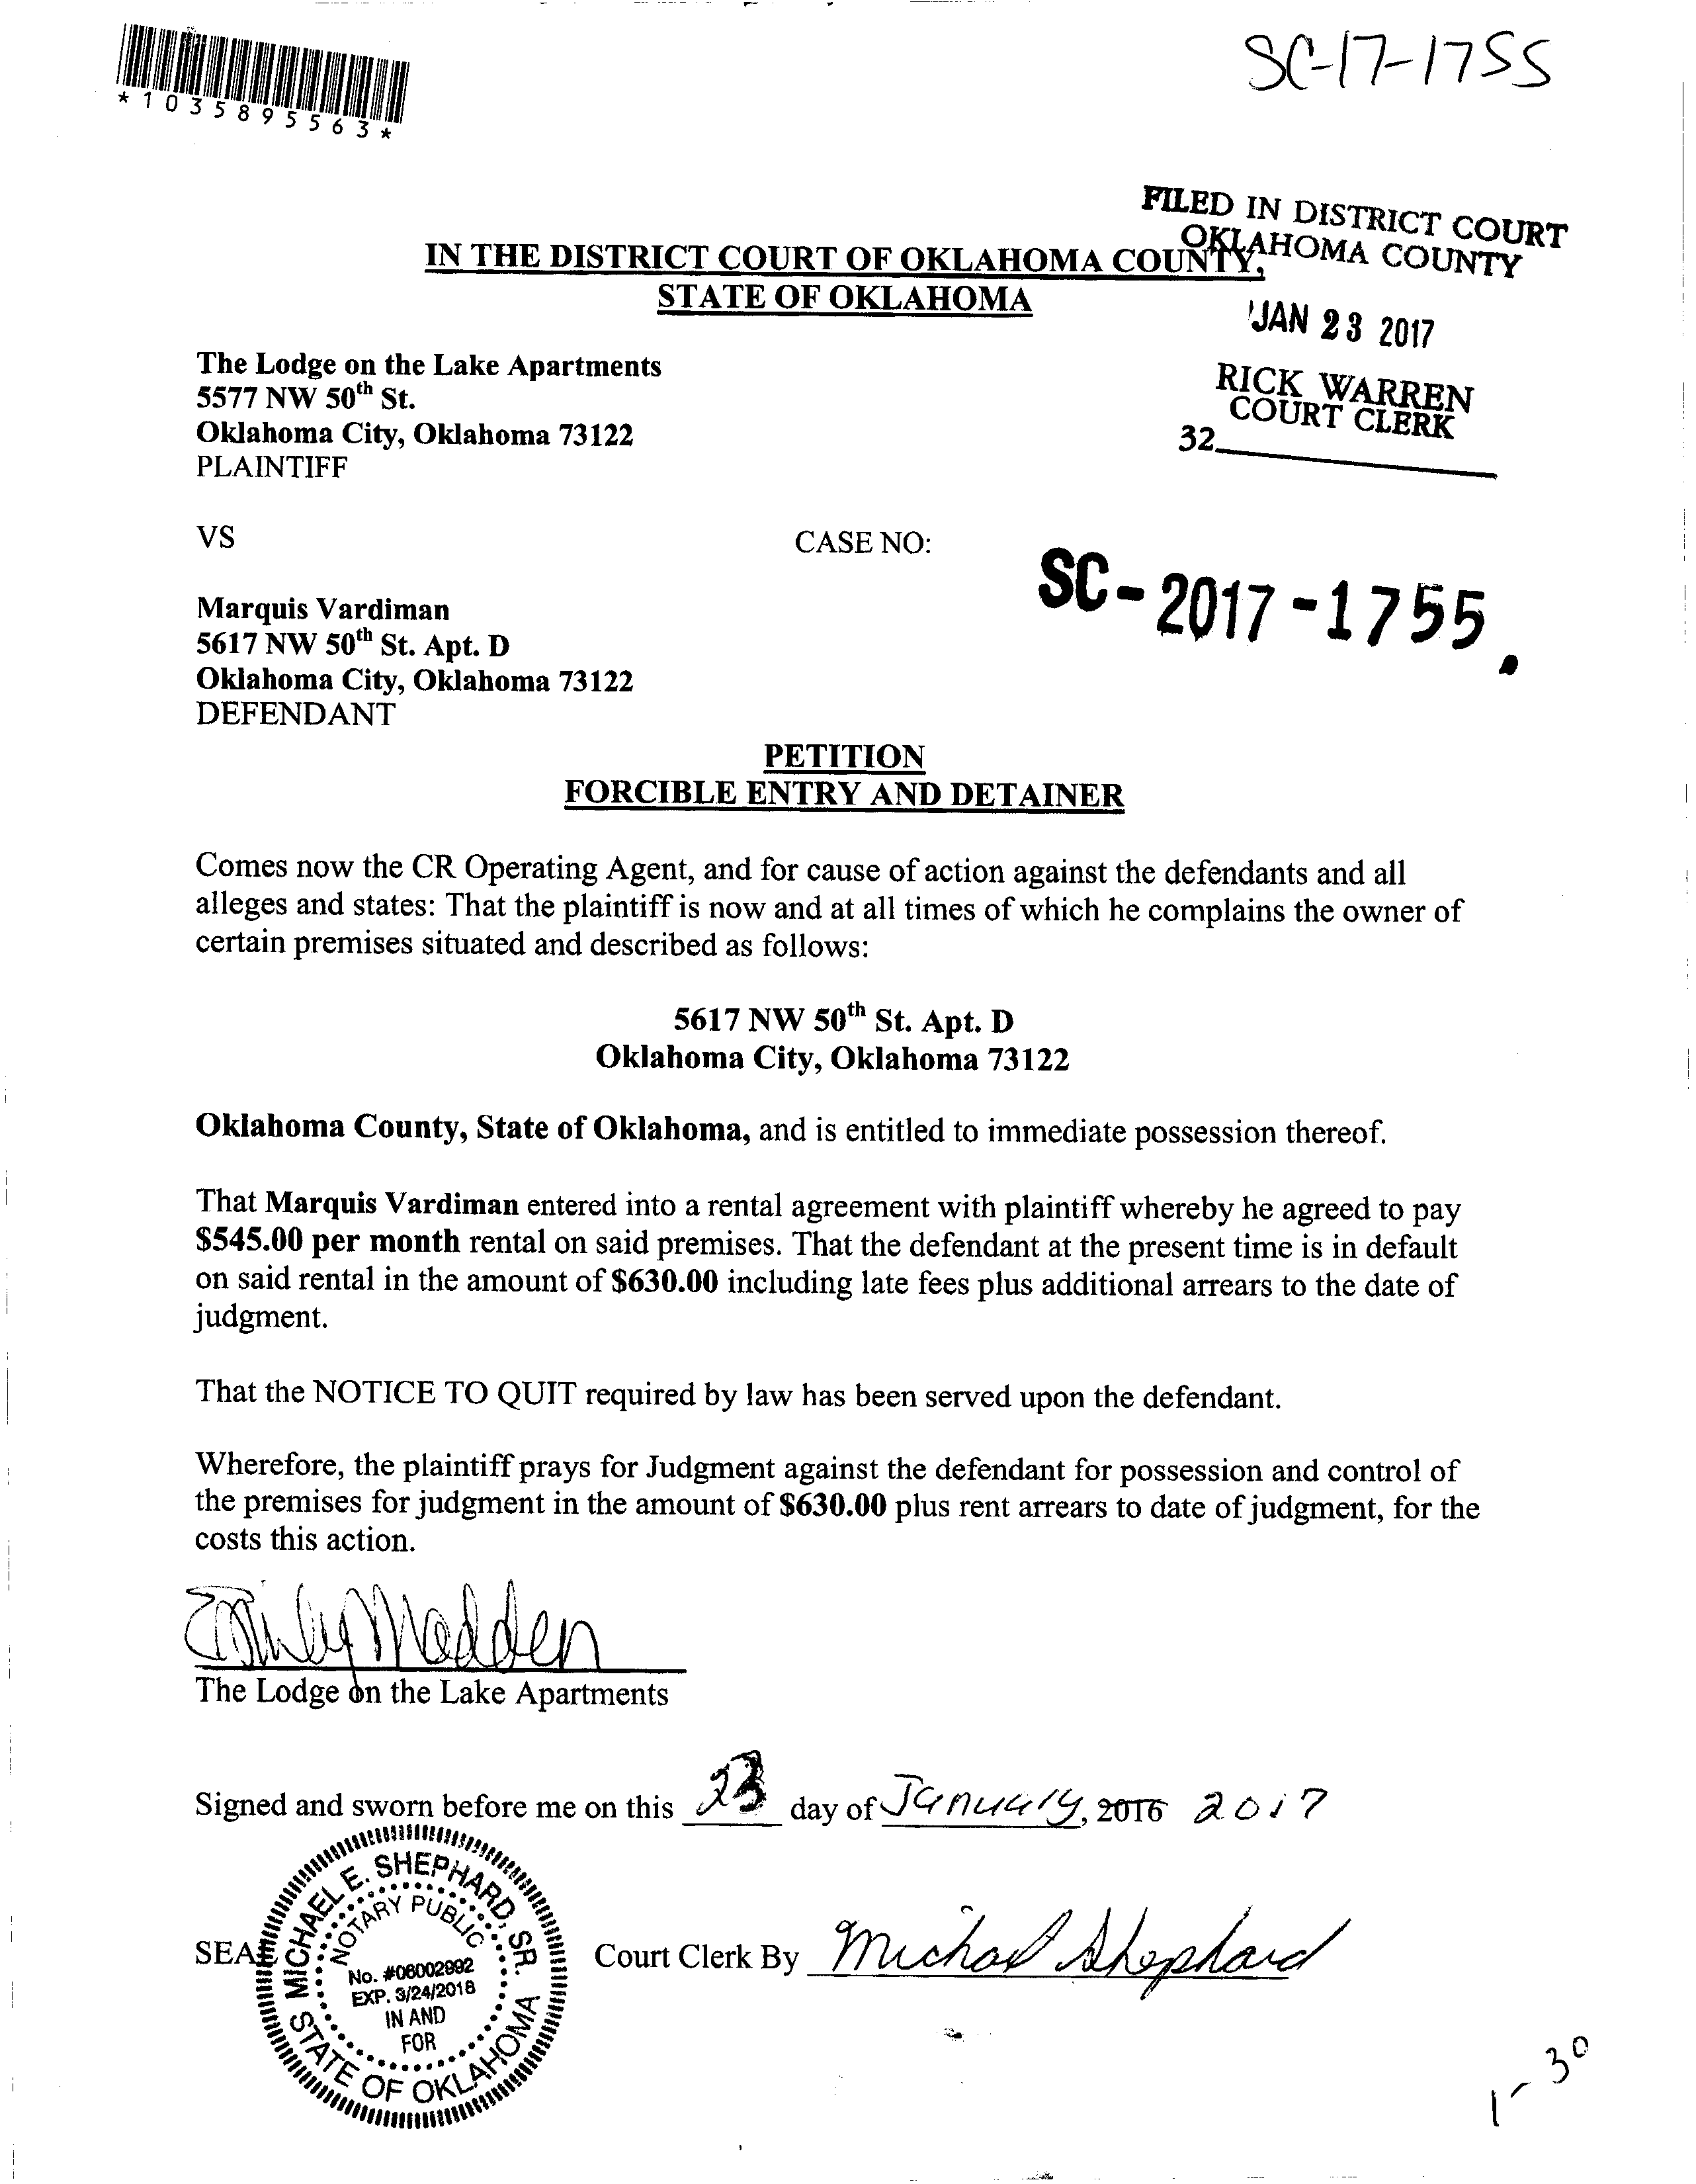 SC-17-1755
*1035895563*
FILED IN DISTRICT COURT
OKLAHOMA COUNTY
IN THE DISTRICT COURT OF OKLAHOMA COUNTY,
STATE OF OKLAHOMA
JAN 23 2017
The Lodge on the Lake Apartments
5577 NW 50th St.
Oklahoma City, Oklahoma 73122
PLAINTIFF
RICK WARREN
COURT CLERK
32
VS
CASE NO:
SC-2017-1755
Marquis Vardiman
5617 NW 50th St. Apt. D
Oklahoma City, Oklahoma 73122
DEFENDANT
PETITION
FORCIBLE ENTRY AND DETAINER
Comes now the CR Operating Agent, and for cause of action against the defendants and all
alleges and states: That the plaintiff is now and at all times of which he complains the owner of
certain premises situated and described as follows:
5617 NW 50th St. Apt. D
Oklahoma City, Oklahoma 73122
Oklahoma County, State of Oklahoma, and is entitled to immediate possession thereof.
That Marquis Vardiman entered into a rental agreement with plaintiff whereby he agreed to pay
$545.00 per month rental on said premises. That the defendant at the present time is in default
on said rental in the amount of $630.00 including late fees plus additional arrears to the date of
judgment.
That the NOTICE TO QUIT required by law has been served upon the defendant.
Wherefore, the plaintiff prays for Judgment against the defendant for possession and control of
the premises for judgment in the amount of $630.00 plus rent arrears to date of judgment, for the
costs this action.
Emily Madden
The Lodge on the Lake Apartments
Signed and sworn before me on this 23 day of January, 2016 2017
SEAL
MICHAEL E. SHEPHARD, SR.
NOTARY PUBLIC
No. #06002992
EXP. 3/24/2018
IN AND
FOR
STATE OF OKLAHOMA
Court Clerk By Michael Shephard
1-30